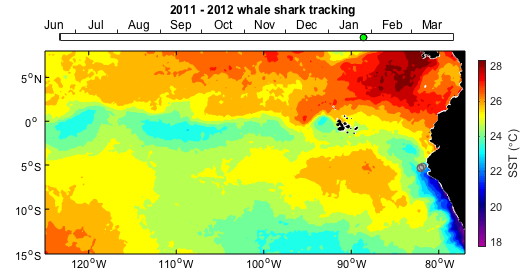 2011 - 2012 whale shark tracking
Jun Jul Aug Sep Oct Nov Dec Jan Feb Mar
5°N
0°
5°S
10°S
15°S
120°W 110°W 100°W 90°W 80°W
28
26
24
22
20
18
SST (°C)